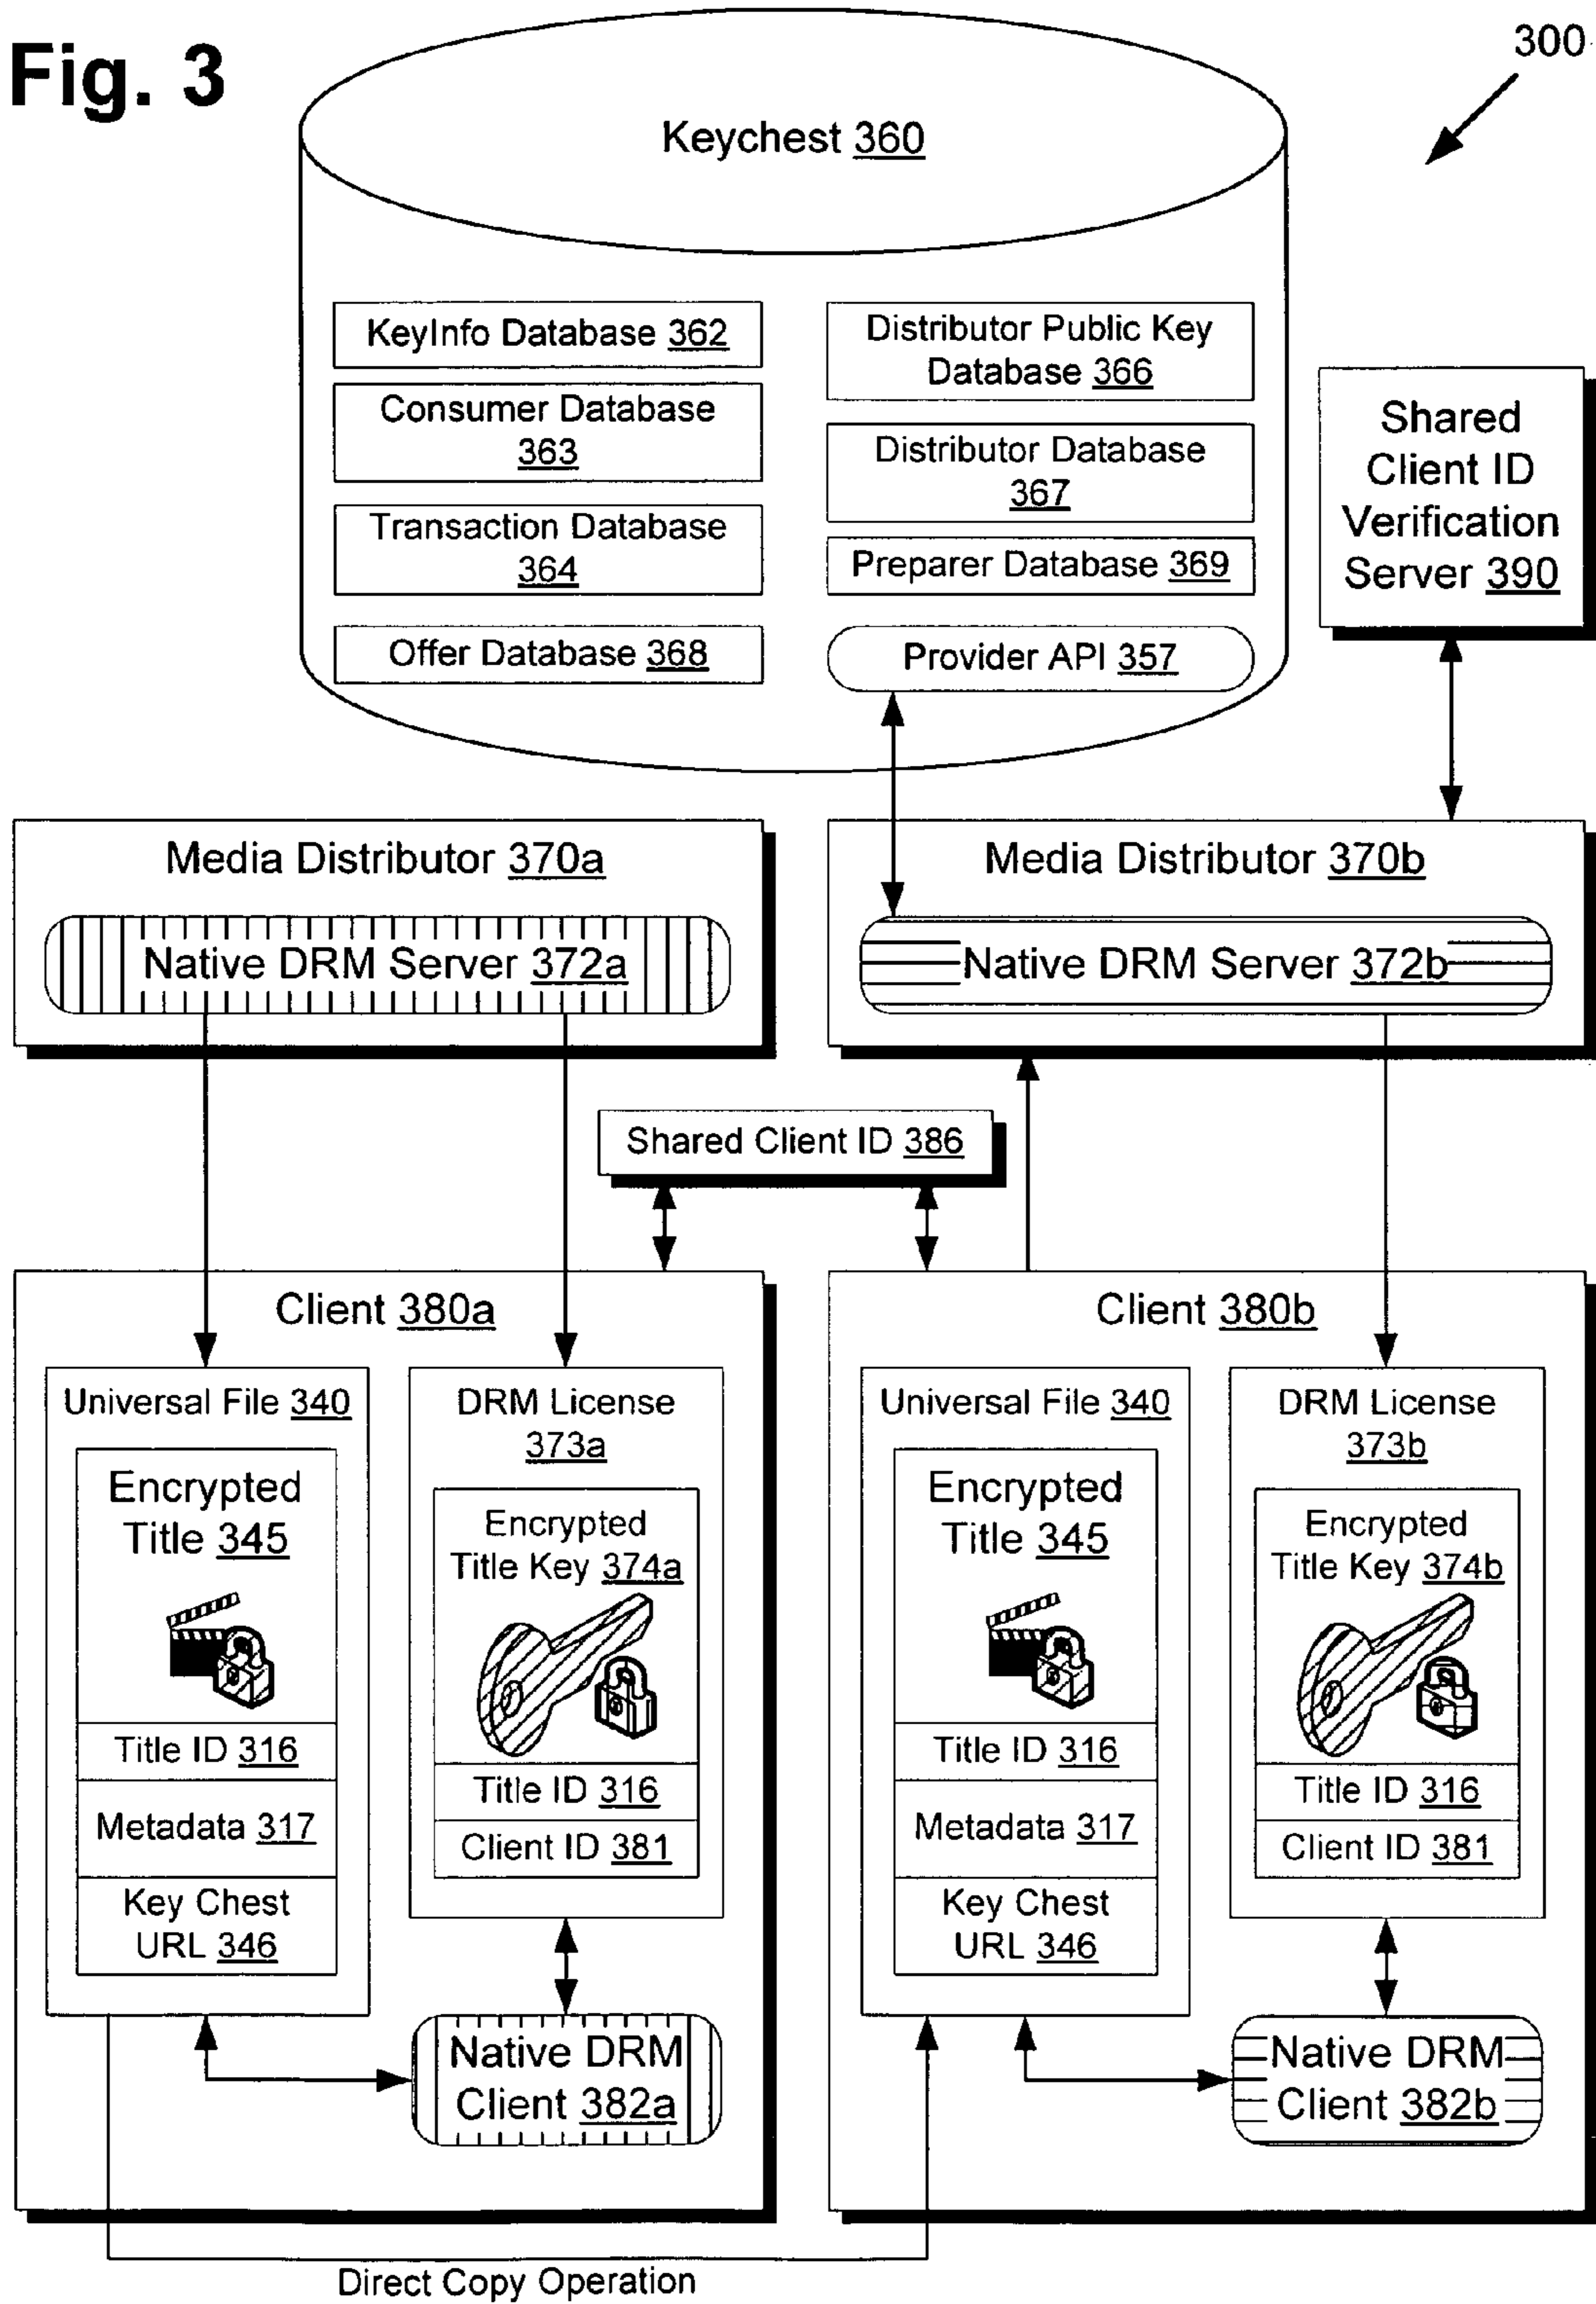 Fig. 3
300
Keychest 360
KeyInfo Database 362
Consumer Database
363
Transaction Database
364
Offer Database 368
Distributor Public Key
Database 366
Distributor Database
367
Preparer Database 369
Provider API 357
Shared
Client ID
Verification
Server 390
Media Distributor 370a
Native DRM Server 372a
Media Distributor 370b
Native DRM Server 372b
Shared Client ID 386
Client 380a
Universal File 340
Encrypted
Title 345
Title ID 316
Metadata 317
Key Chest
URL 346
DRM License
373a
Encrypted
Title Key 374a
Title ID 316
Client ID 381
Native DRM
Client 382a
Client 380b
Universal File 340
Encrypted
Title 345
Title ID 316
Metadata 317
Key Chest
URL 346
DRM License
373b
Encrypted
Title Key 374b
Title ID 316
Client ID 381
Native DRM
Client 382b
Direct Copy Operation